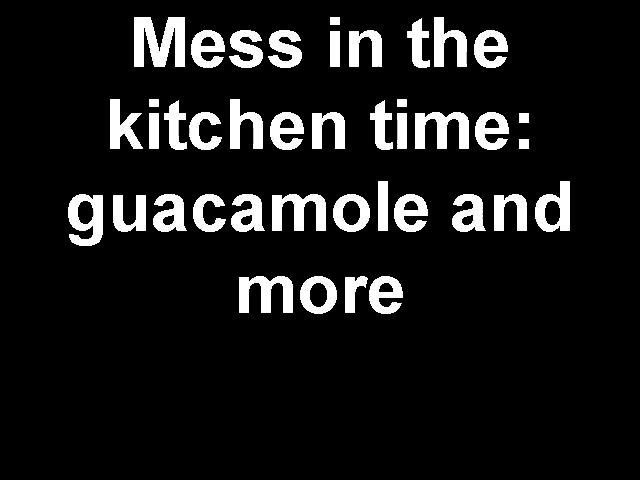 Mess in the
kitchen time:
guacamole and
more